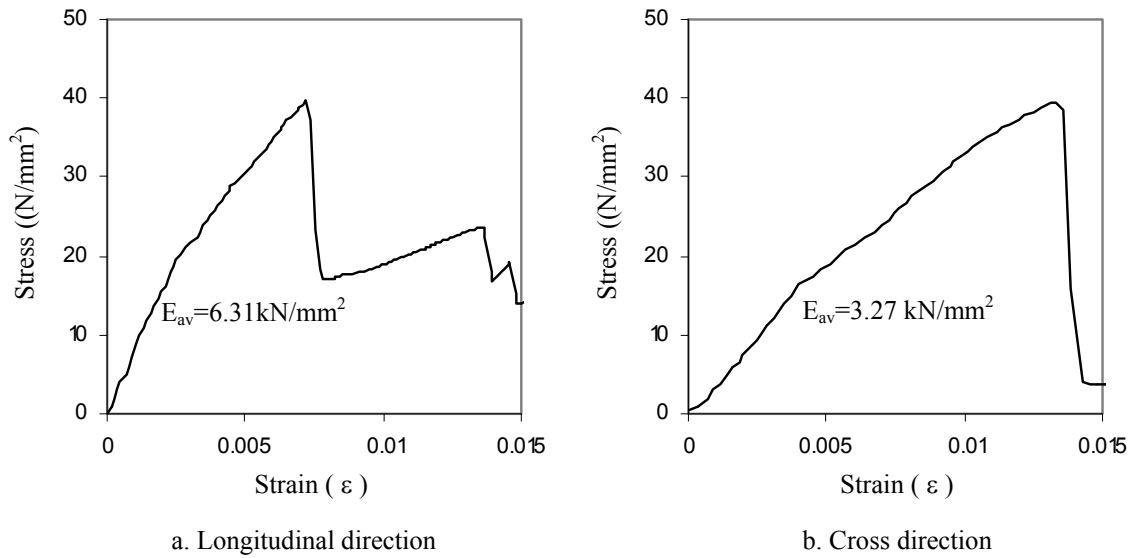 50
40
30
20
10
0
Stress ((N/mm²)
E_av=6.31kN/mm²
0 0.005 0.01 0.015
Strain ( ε )
a. Longitudinal direction
50
40
30
20
10
0
Stress ((N/mm²)
E_av=3.27 kN/mm²
0 0.005 0.01 0.015
Strain ( ε )
b. Cross direction